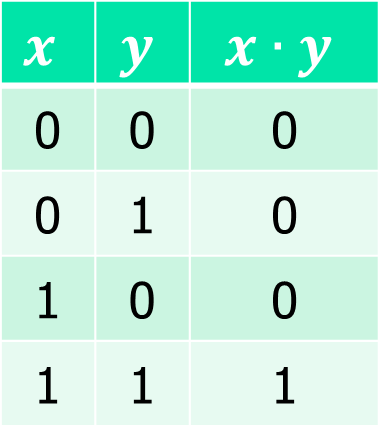 x y x · y
0 0 0
0 1 0
1 0 0
1 1 1